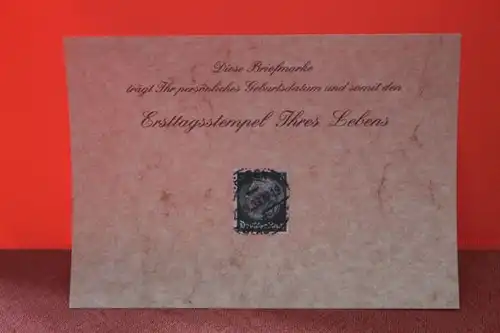 Diese Briefmarke
trägt Ihr persönliches Geburtsdatum und somit den
Ersttagsstempel Ihres Lebens